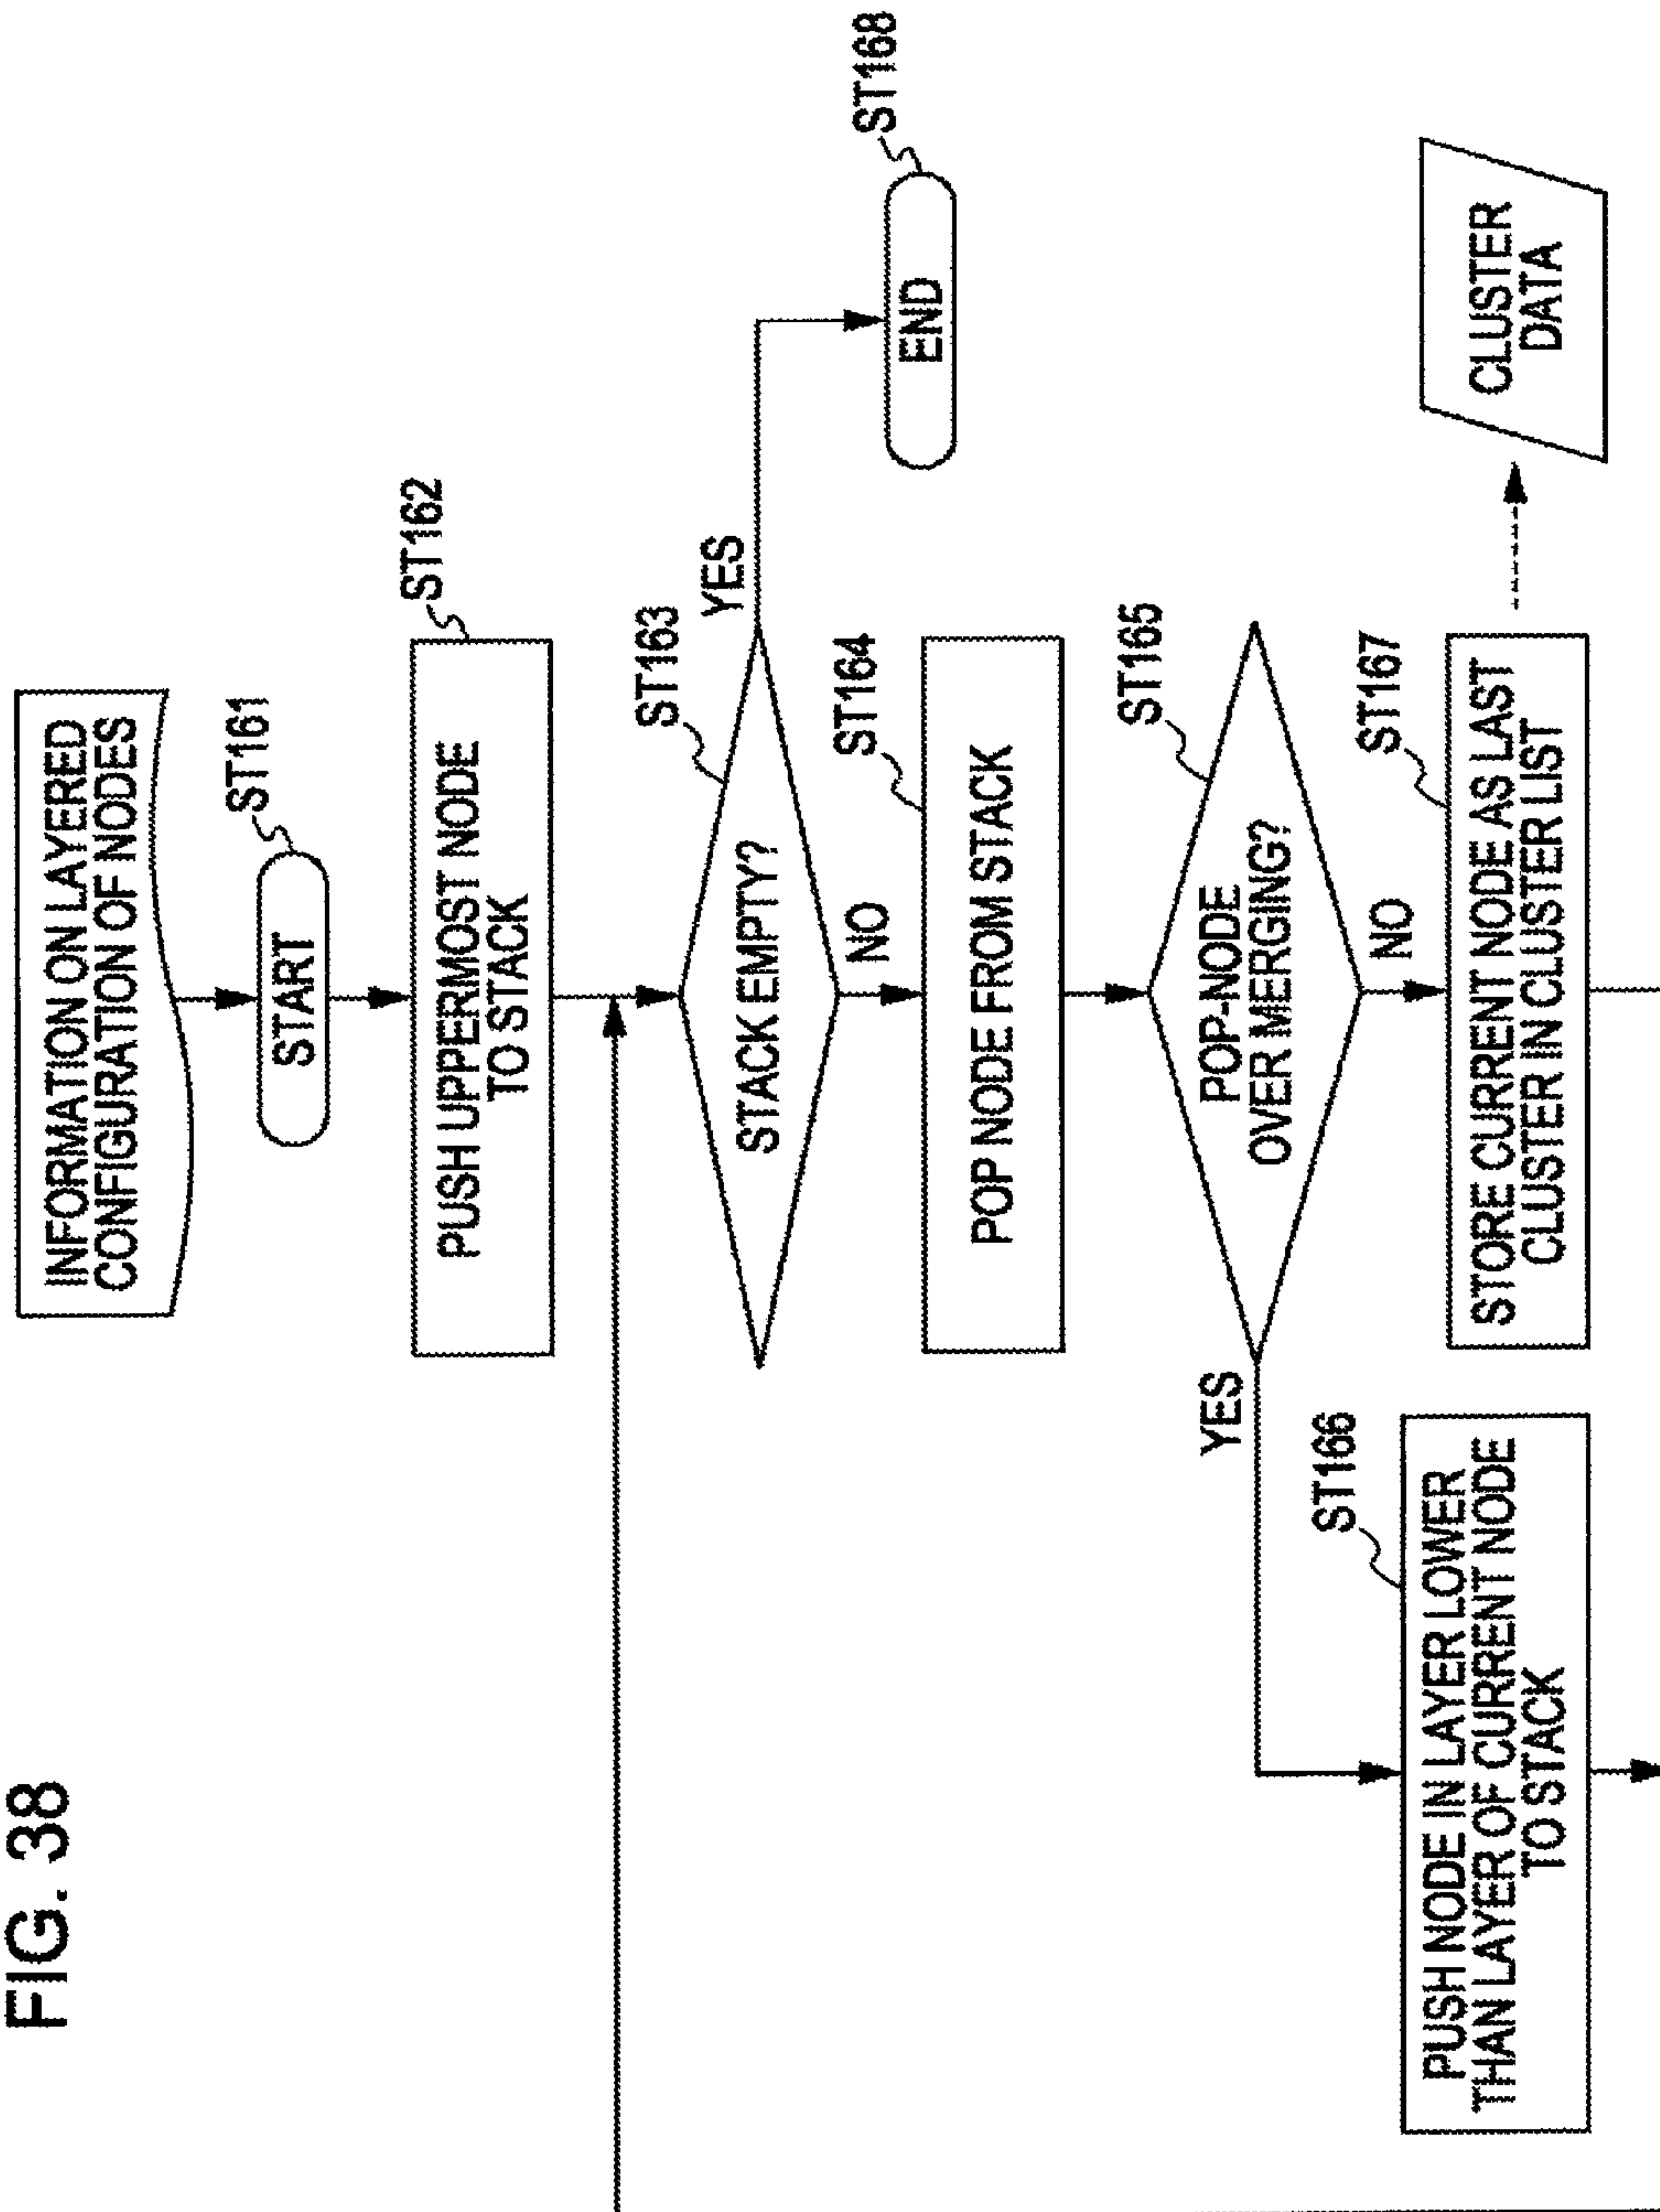 FIG. 38
INFORMATION ON LAYERED
CONFIGURATION OF NODES
START
ST161
PUSH UPPERMOST NODE
TO STACK
ST162
STACK EMPTY?
ST163
YES
NO
END
ST168
POP NODE FROM STACK
ST164
POP-NODE
OVER MERGING?
ST165
YES
NO
PUSH NODE IN LAYER LOWER
THAN LAYER OF CURRENT NODE
TO STACK
ST166
STORE CURRENT NODE AS LAST
CLUSTER IN CLUSTER LIST
ST167
CLUSTER
DATA